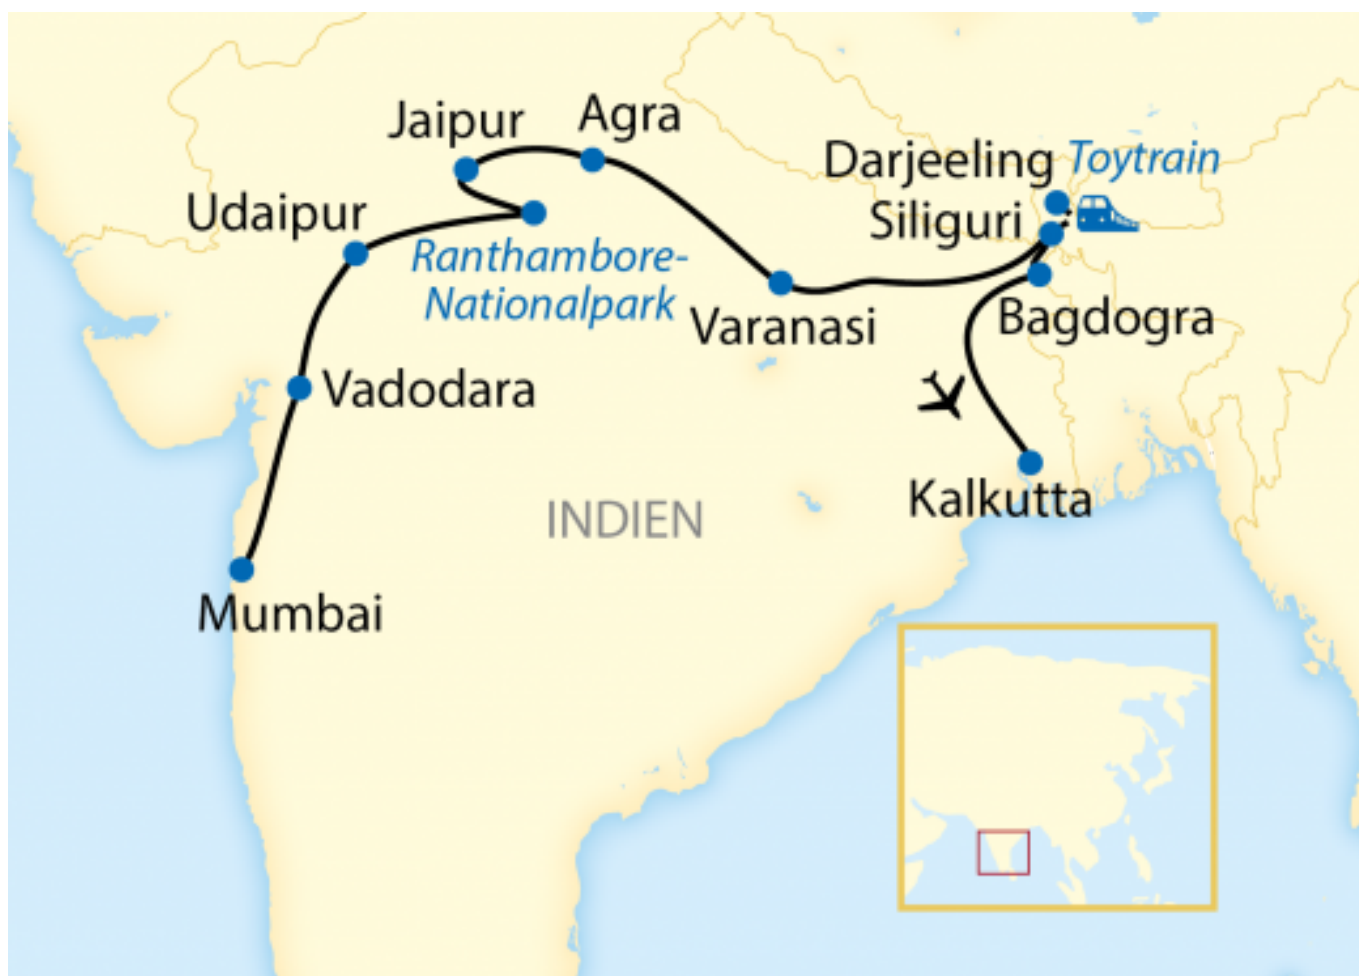 Jaipur
Agra
Darjeeling
Toytrain
Udaipur
Siliguri
Ranthambore-
Nationalpark
Varanasi
Bagdogra
Vadodara
Kalkutta
INDIEN
Mumbai